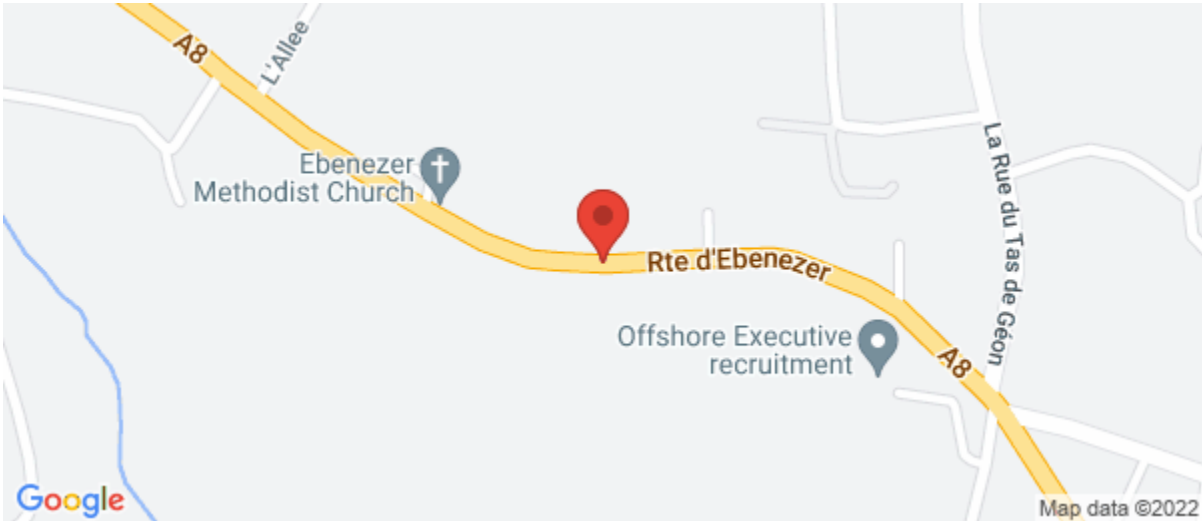 A8
L'Allee
Ebenezer
Methodist Church
Rte d'Ebenezer
La Rue du Tas de Géon
Offshore Executive
recruitment
A8
Google
Map data ©2022